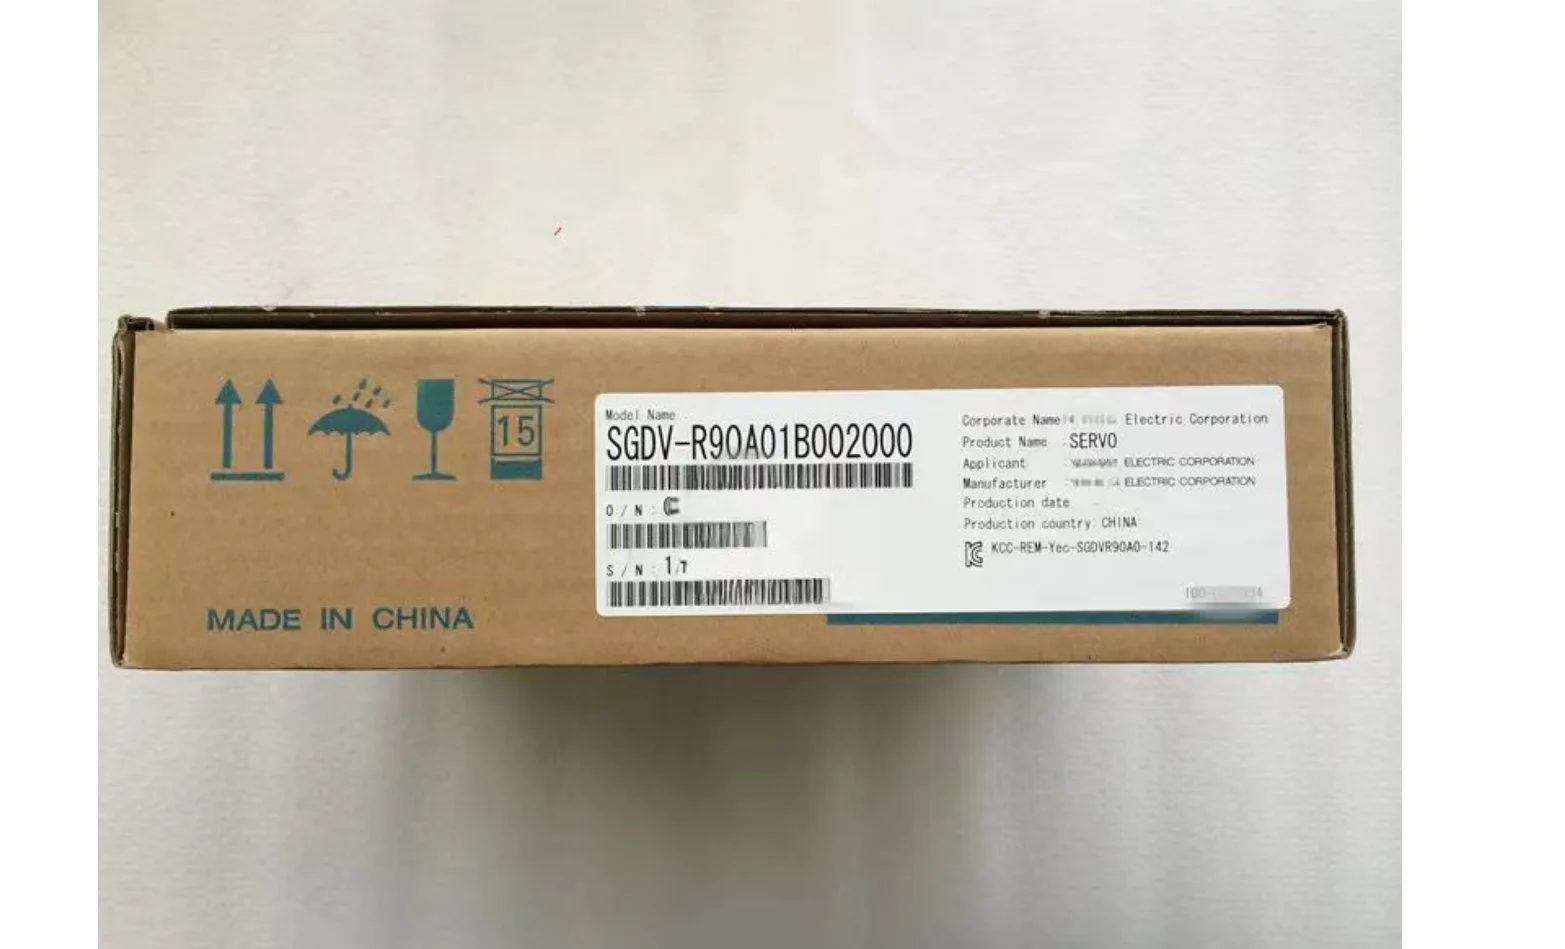 15
MADE IN CHINA
Model Name
SGDV-R90A01B002000
O / N :
S / N :
Corporate Name Electric Corporation
Product Name : SERVO
Applicant : ELECTRIC CORPORATION
Manufacturer : ELECTRIC CORPORATION
Production date
Production country: CHINA
KCC-REM-Yec-SGDVR90A0-142